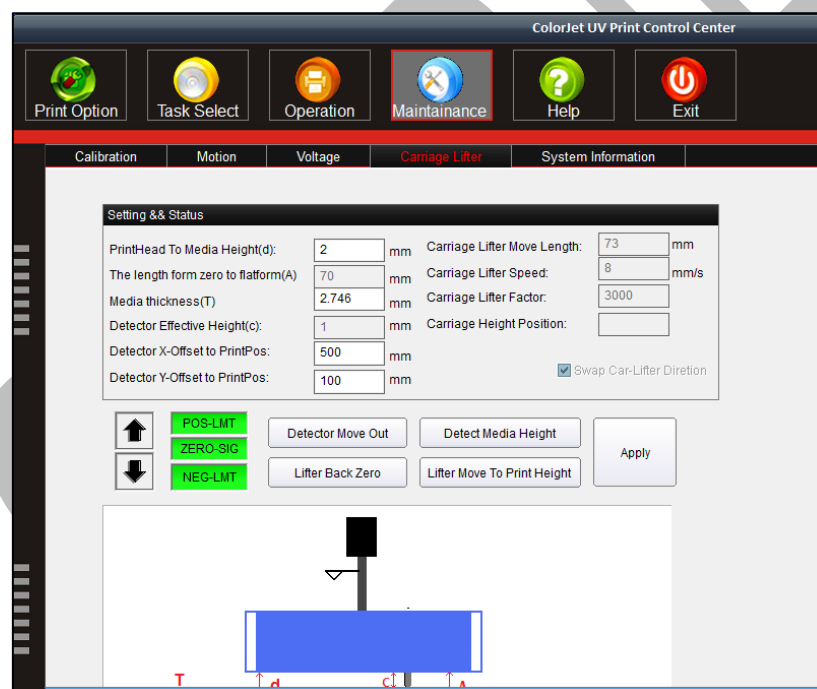 ColorJet UV Print Control Center
Print Option Task Select Operation Maintainance Help Exit
Calibration Motion Voltage Carriage Lifter System Information
Setting && Status
PrintHead To Media Height(d): 2 mm Carriage Lifter Move Length: 73 mm
The length form zero to flatform(A) 70 mm Carriage Lifter Speed: 8 mm/s
Media thickness(T) 2.746 mm Carriage Lifter Factor: 3000
Detector Effective Height(c): 1 mm Carriage Height Position:
Detector X-Offset to PrintPos: 500 mm
Swap Car-Lifter Diretion
Detector Y-Offset to PrintPos: 100 mm
POS-LMT
ZERO-SIG
NEG-LMT
Detector Move Out Detect Media Height
Apply
Lifter Back Zero Lifter Move To Print Height
T d c A